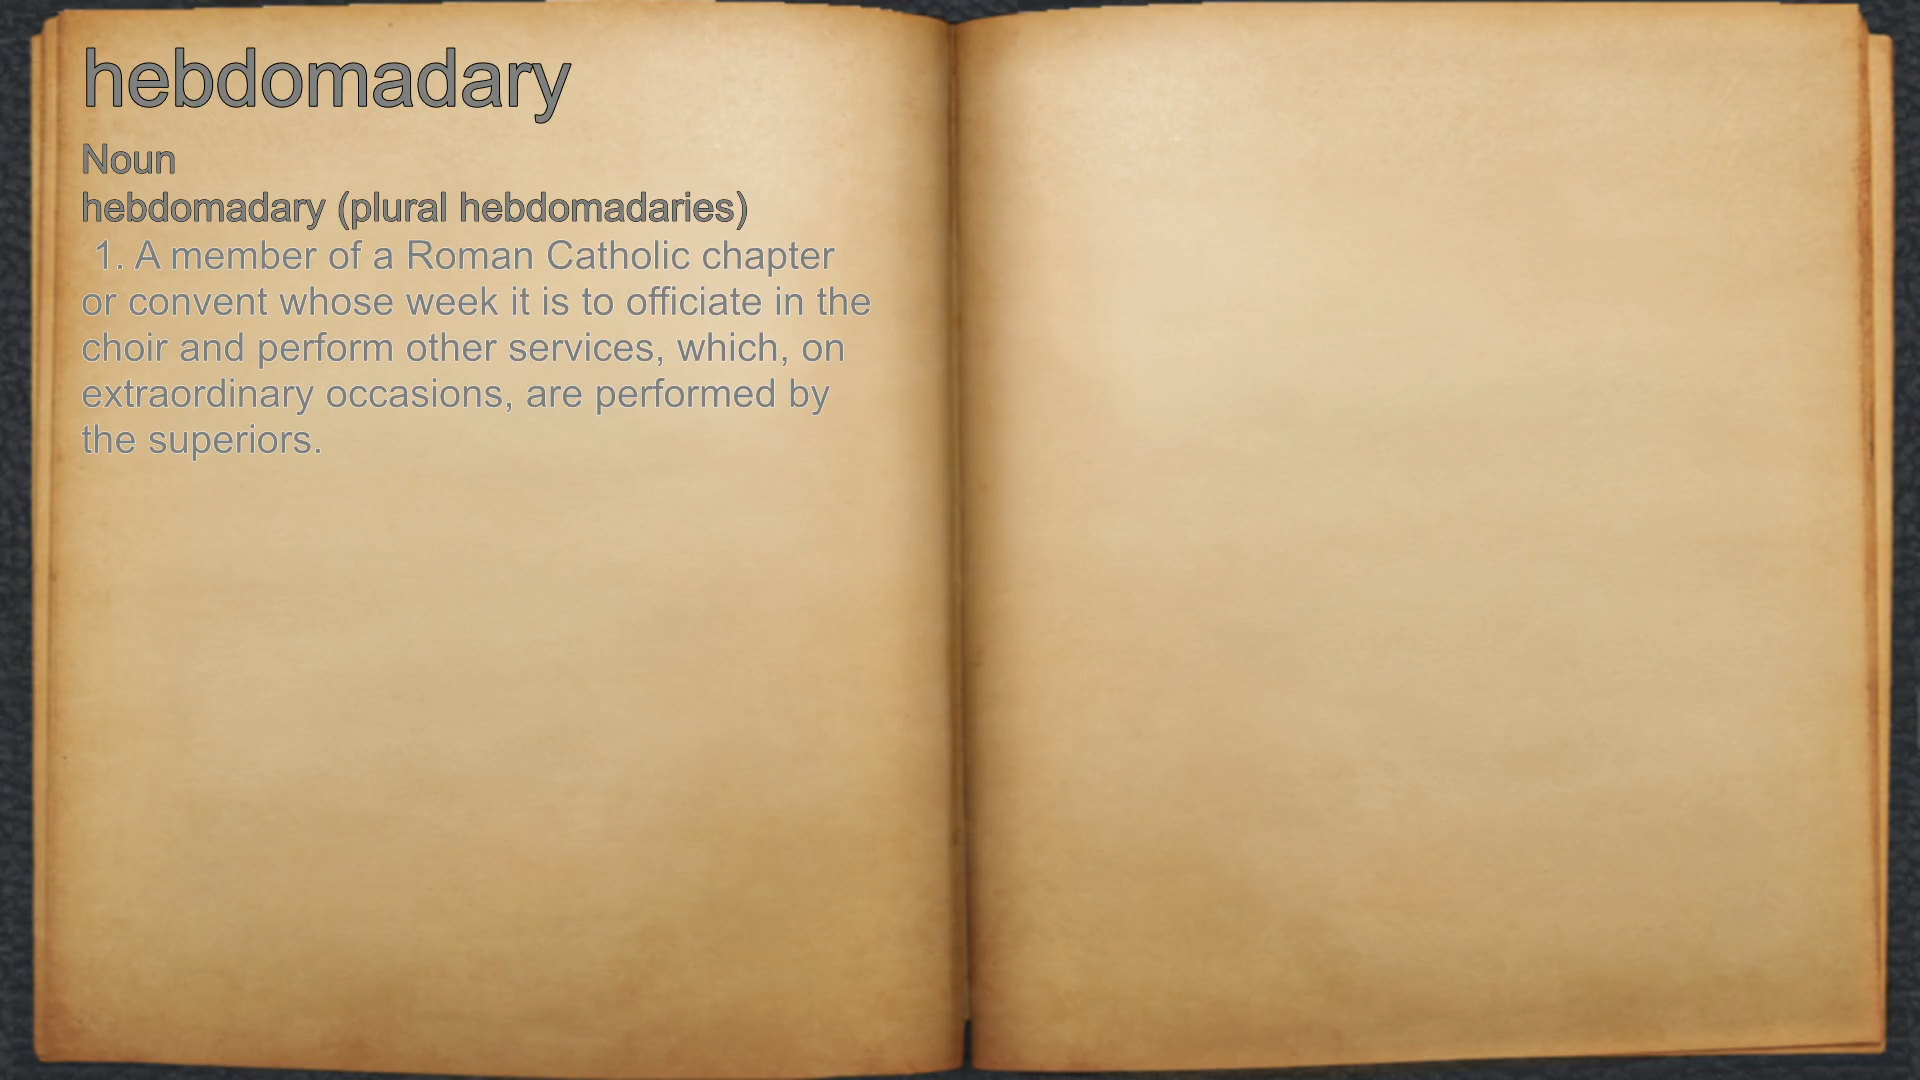 hebdomadary
Noun
hebdomadary (plural hebdomadaries)
1. A member of a Roman Catholic chapter
or convent whose week it is to officiate in the
choir and perform other services, which, on
extraordinary occasions, are performed by
the superiors.